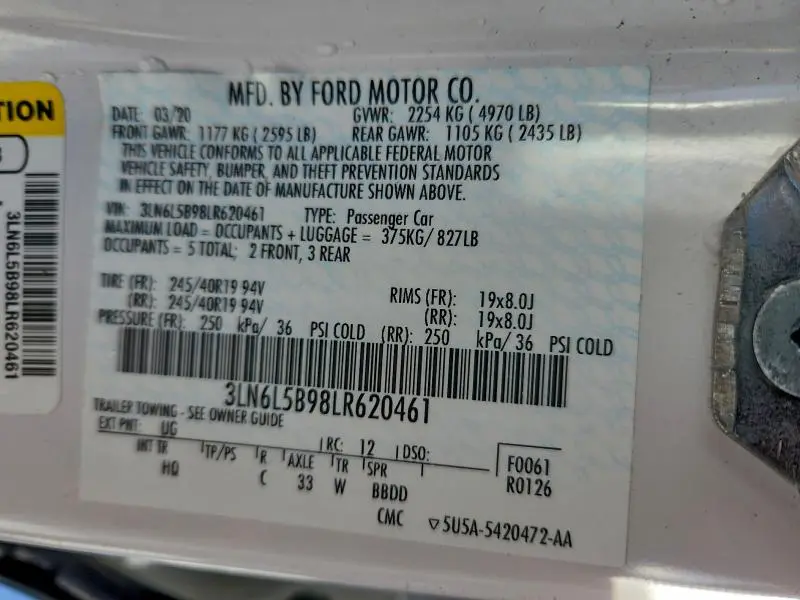 TION
3LN6L5B98LR620461
MFD. BY FORD MOTOR CO.
DATE: 03/20 GVWR: 2254 KG ( 4970 LB)
FRONT GAWR: 1177 KG ( 2595 LB) REAR GAWR: 1105 KG ( 2435 LB)
THIS VEHICLE CONFORMS TO ALL APPLICABLE FEDERAL MOTOR
VEHICLE SAFETY, BUMPER, AND THEFT PREVENTION STANDARDS
IN EFFECT ON THE DATE OF MANUFACTURE SHOWN ABOVE.
VIN: 3LN6L5B98LR620461 TYPE: Passenger Car
MAXIMUM LOAD = OCCUPANTS + LUGGAGE = 375KG/ 827LB
OCCUPANTS = 5 TOTAL; 2 FRONT, 3 REAR
TIRE (FR): 245/40R19 94V RIMS (FR): 19x8.0J
(RR): 245/40R19 94V (RR): 19x8.0J
PRESSURE (FR): 250 kPa/ 36 PSI COLD (RR): 250 kPa/ 36 PSI COLD
3LN6L5B98LR620461
TRAILER TOWING - SEE OWNER GUIDE
EXT PNT: UG RC: 12 DSO: F0061
INT TR TP/PS R AXLE TR SPR R0126
HQ C 33 W BBDD
CMC ▽5U5A-5420472-AA